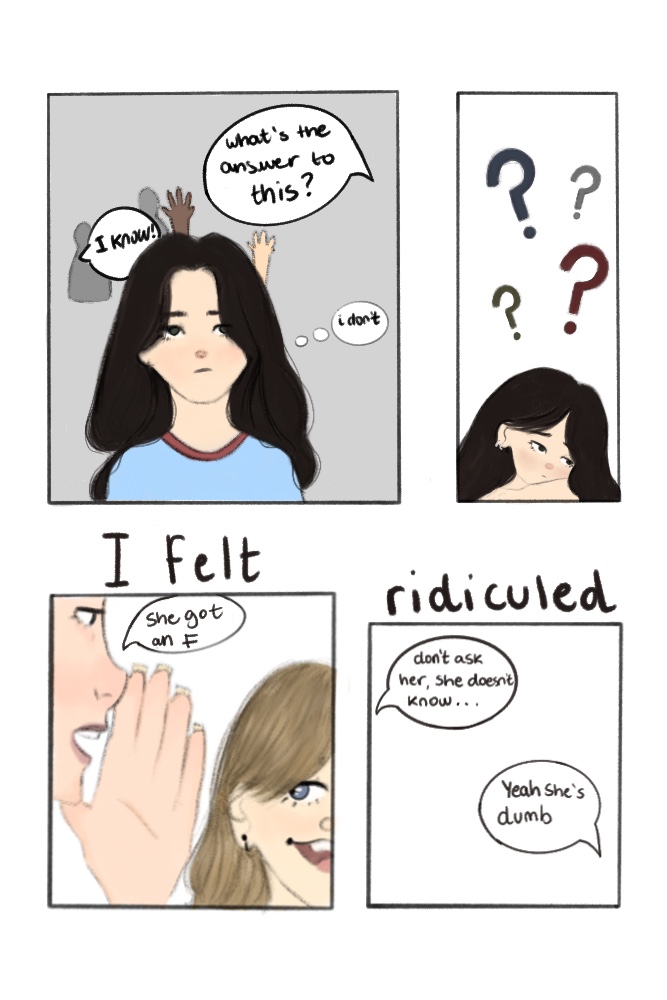 what's the
answer to
this?
I know!
i don't
? ? ? ?
I felt
ridiculed
she got
an F
don't ask
her, she doesn't
know...
Yeah she's
dumb